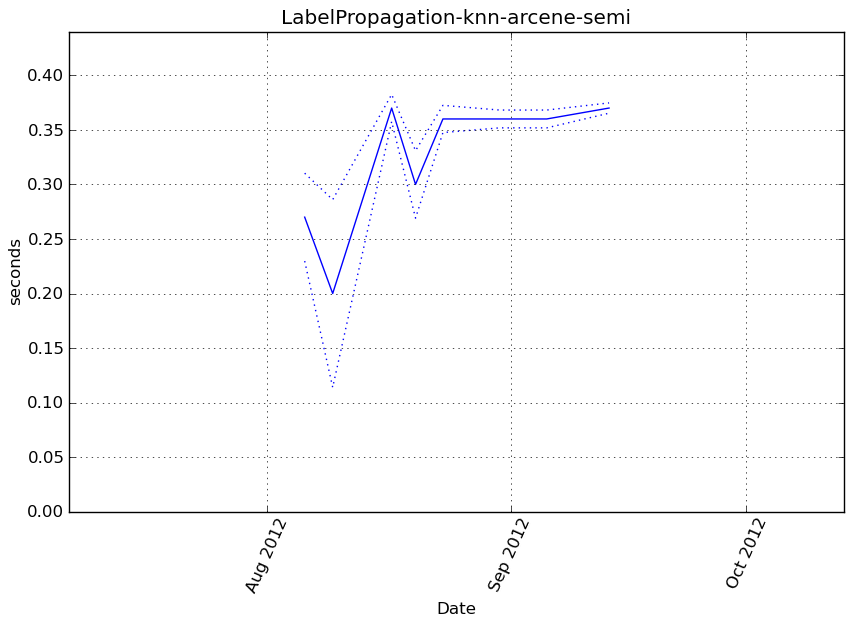 LabelPropagation-knn-arcene-semi
0.40
0.35
0.30
0.25
0.20
0.15
0.10
0.05
0.00
seconds
Aug 2012
Sep 2012
Oct 2012
Date